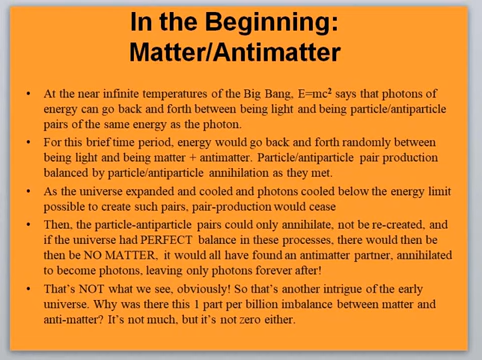 In the Beginning:
Matter/Antimatter
• At the near infinite temperatures of the Big Bang, E=mc² says that photons of
energy can go back and forth between being light and being particle/antiparticle
pairs of the same energy as the photon.
• For this brief time period, energy would go back and forth randomly between
being light and being matter + antimatter. Particle/antiparticle pair production
balanced by particle/antiparticle annihilation as they met.
• As the universe expanded and cooled and photons cooled below the energy limit
possible to create such pairs, pair-production would cease
• Then, the particle-antiparticle pairs could only annihilate, not be re-created, and
if the universe had PERFECT balance in these processes, there would then be
then be NO MATTER, it would all have found an antimatter partner, annihilated
to become photons, leaving only photons forever after!
• That's NOT what we see, obviously! So that's another intrigue of the early
universe. Why was there this 1 part per billion imbalance between matter and
anti-matter? It's not much, but it's not zero either.